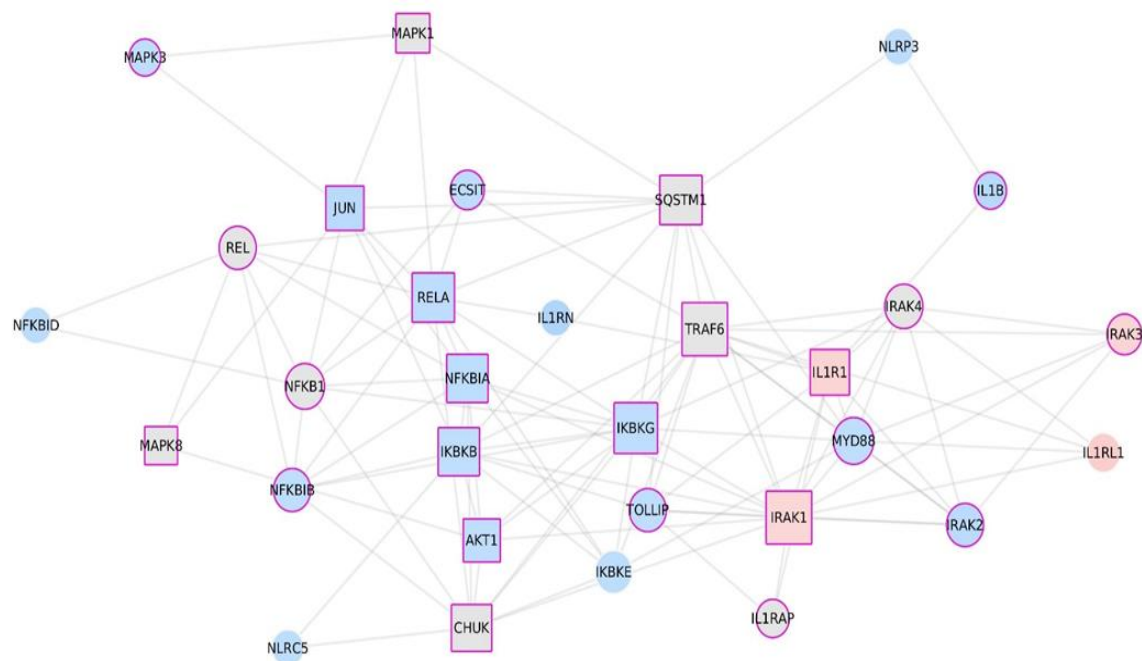 MAPK1
NLRP3
MAPK3
ECSIT
IL1B
SQSTM1
JUN
REL
RELA
IRAK4
IL1RN
NFKBID
TRAF6
IRAK3
IL1R1
NFKBIA
NFKB1
IKBKG
MYD88
MAPK8
IKBKB
IL1RL1
NFKBIB
TOLLIP
IRAK1
IRAK2
AKT1
IKBKE
IL1RAP
CHUK
NLRC5